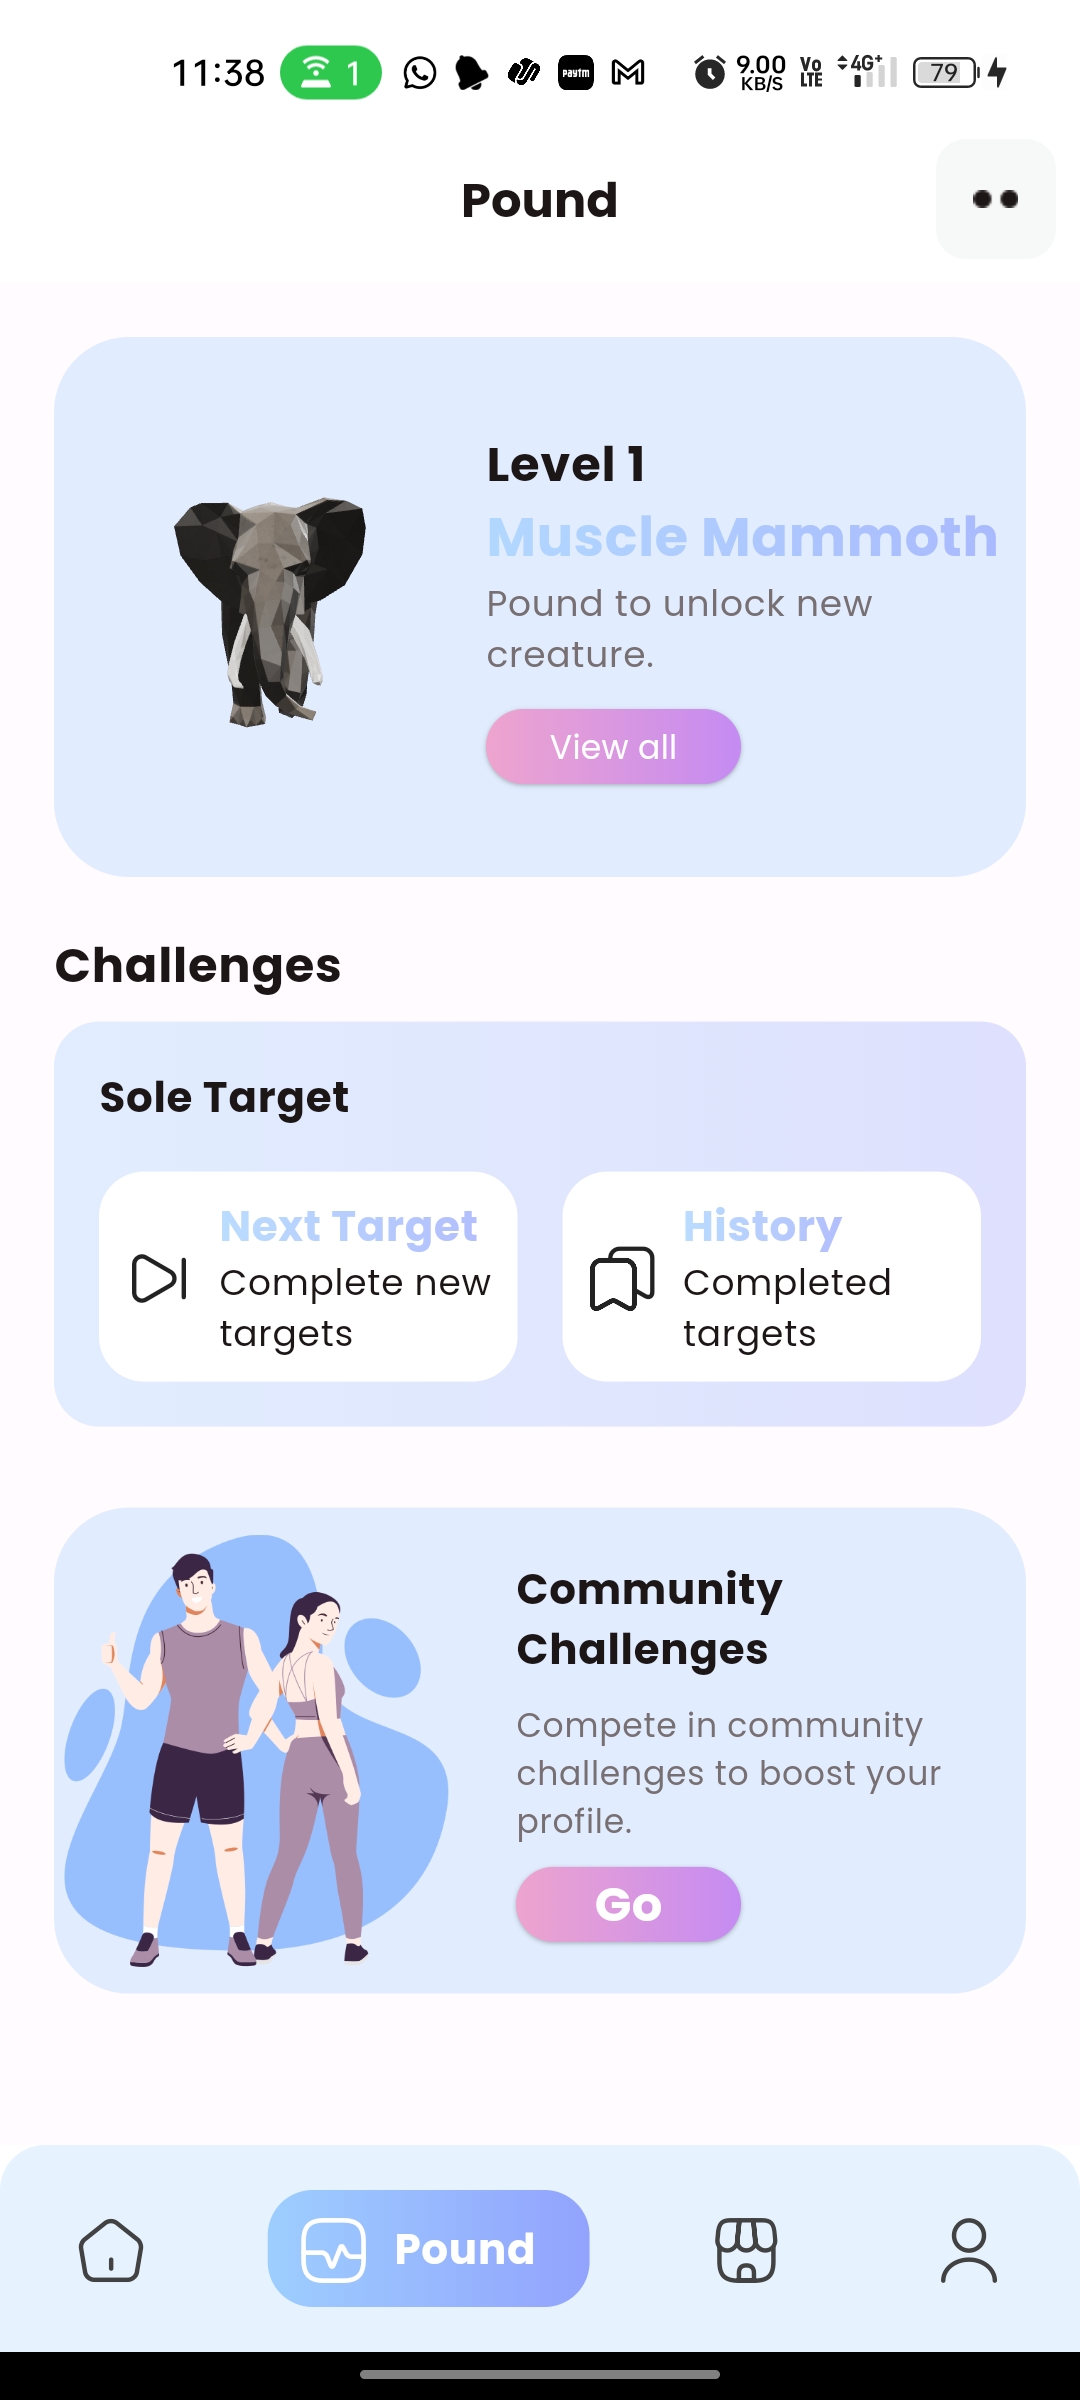 11:38 1 paytm 9.00 KB/S Vo LTE 4G+ 79
Pound
Level 1
Muscle Mammoth
Pound to unlock new
creature.
View all
Challenges
Sole Target
Next Target
Complete new
targets
History
Completed
targets
Community
Challenges
Compete in community
challenges to boost your
profile.
Go
Pound